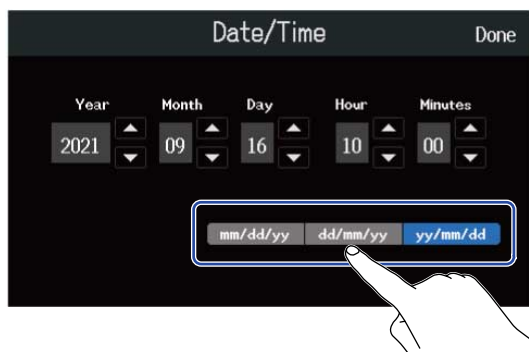 Date/Time Done
Year Month Day Hour Minutes
2021 09 16 10 00
mm/dd/yy dd/mm/yy yy/mm/dd